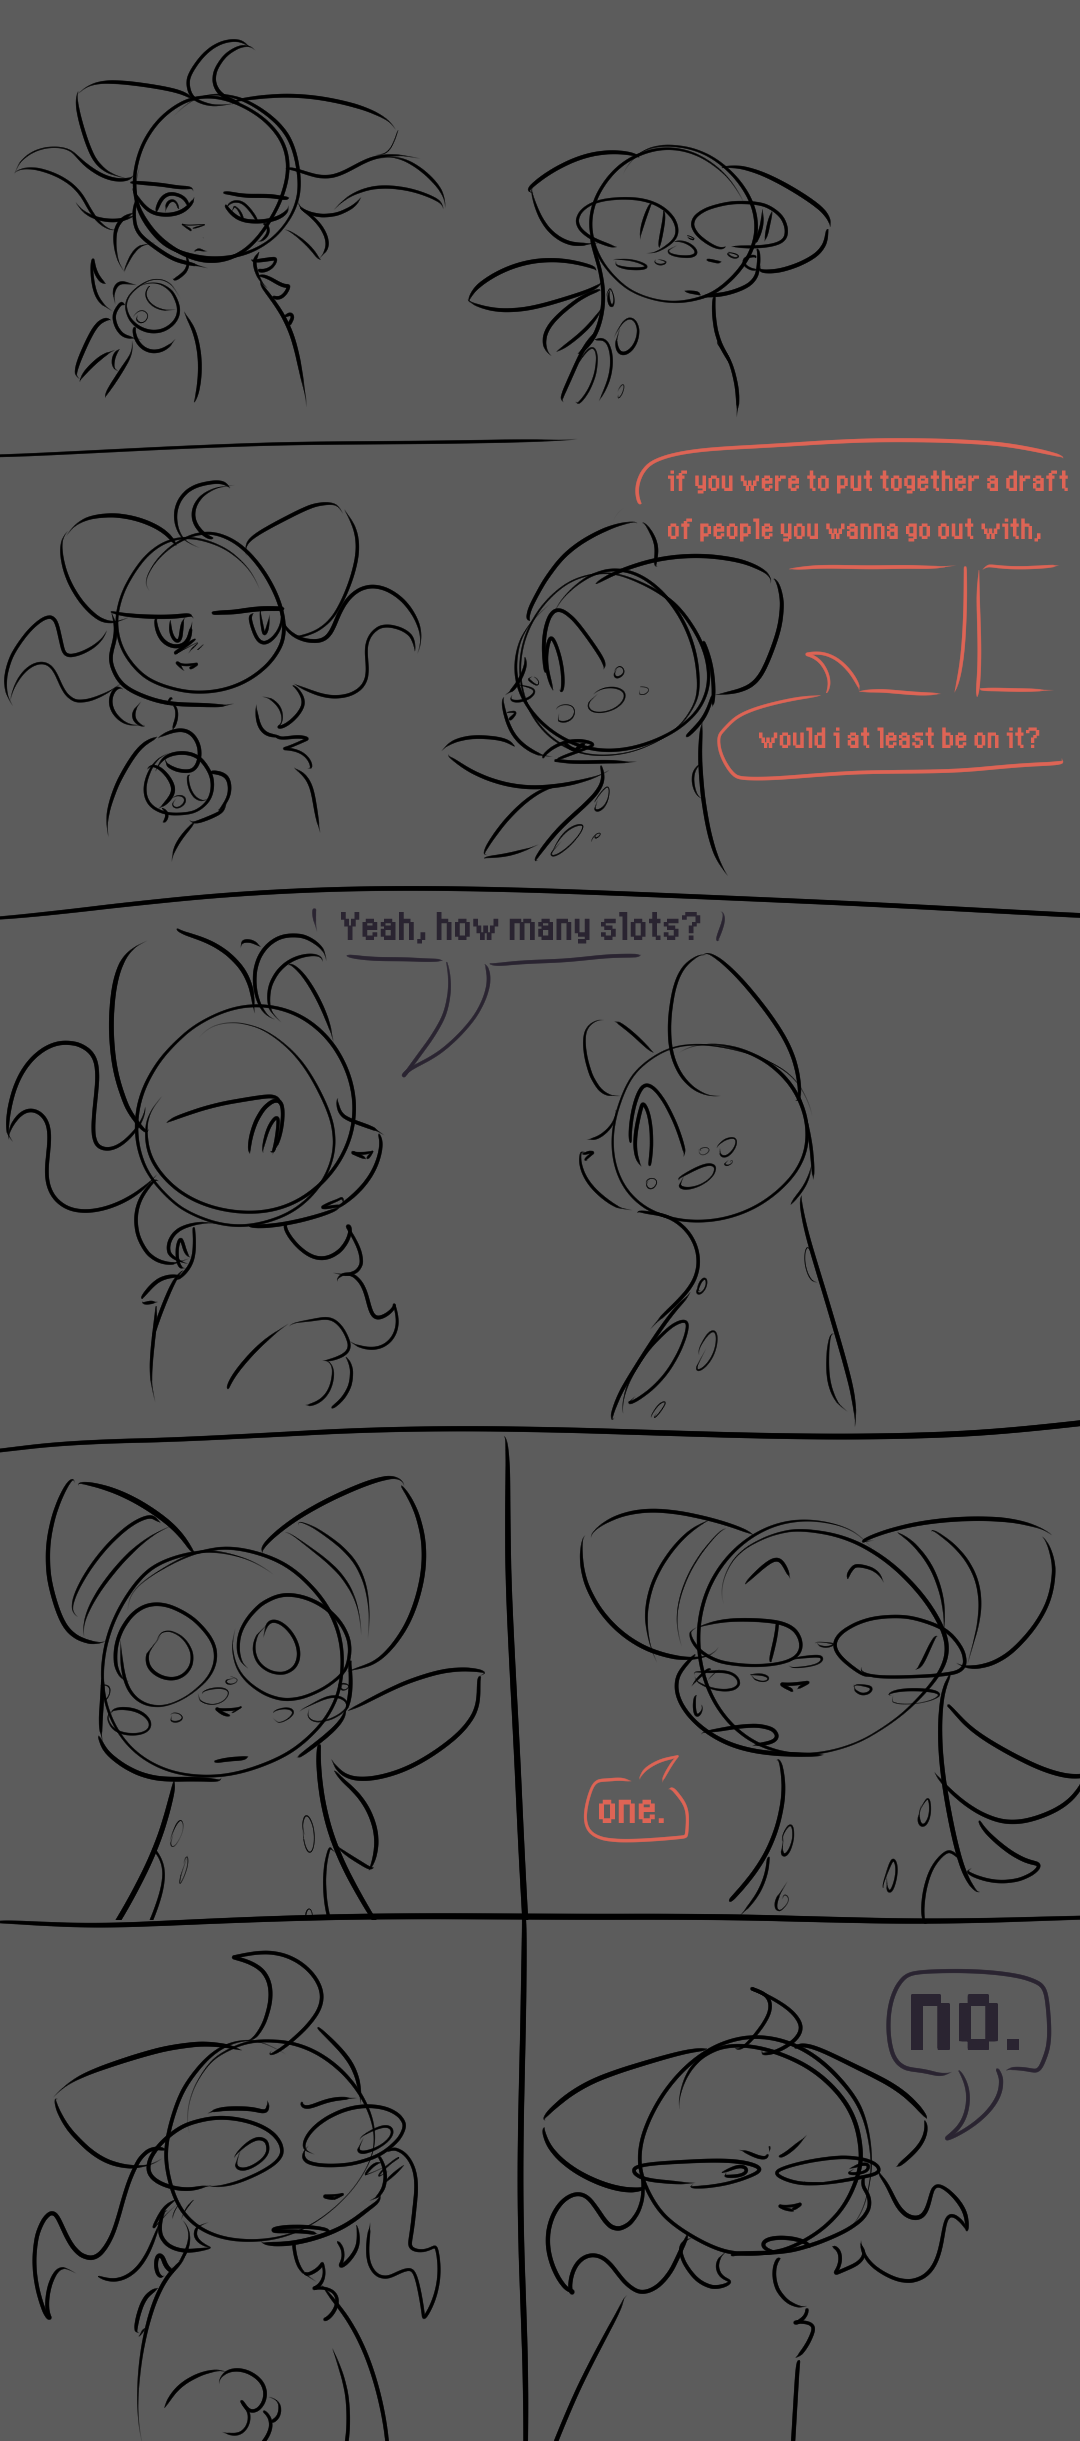 if you were to put together a draft
of people you wanna go out with,
would i at least be on it?
Yeah, how many slots?
one.
no.